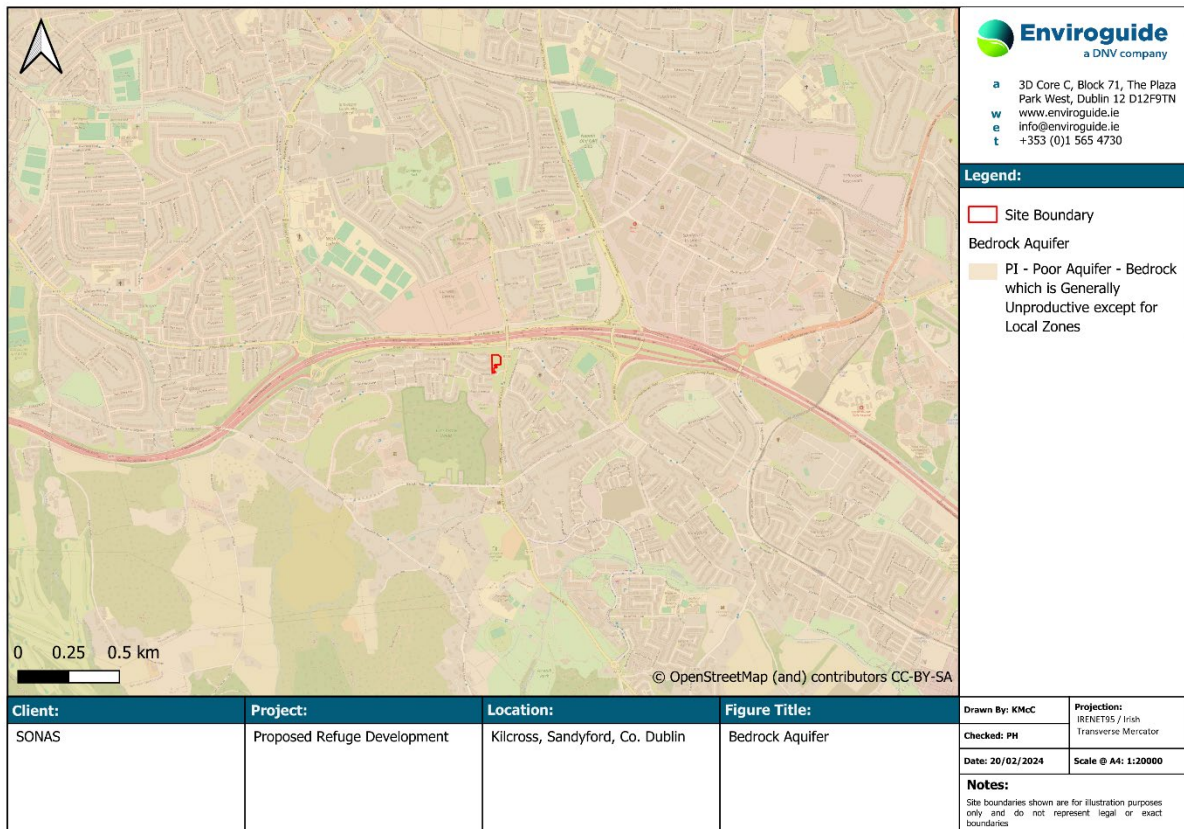 Enviroguide
a DNV company
a 3D Core C, Block 71, The Plaza
Park West, Dublin 12 D12F9TN
w www.enviroguide.ie
e info@enviroguide.ie
t +353 (0)1 565 4730
Legend:
Site Boundary
Bedrock Aquifer
PI - Poor Aquifer - Bedrock
which is Generally
Unproductive except for
Local Zones
0 0.25 0.5 km
© OpenStreetMap (and) contributors CC-BY-SA
Client:
SONAS
Project:
Proposed Refuge Development
Location:
Kilcross, Sandyford, Co. Dublin
Figure Title:
Bedrock Aquifer
Drawn By: KMcC
Projection:
IRENET95 / Irish
Transverse Mercator
Checked: PH
Date: 20/02/2024
Scale @ A4: 1:20000
Notes:
Site boundaries shown are for illustration purposes
only and do not represent legal or exact
boundaries